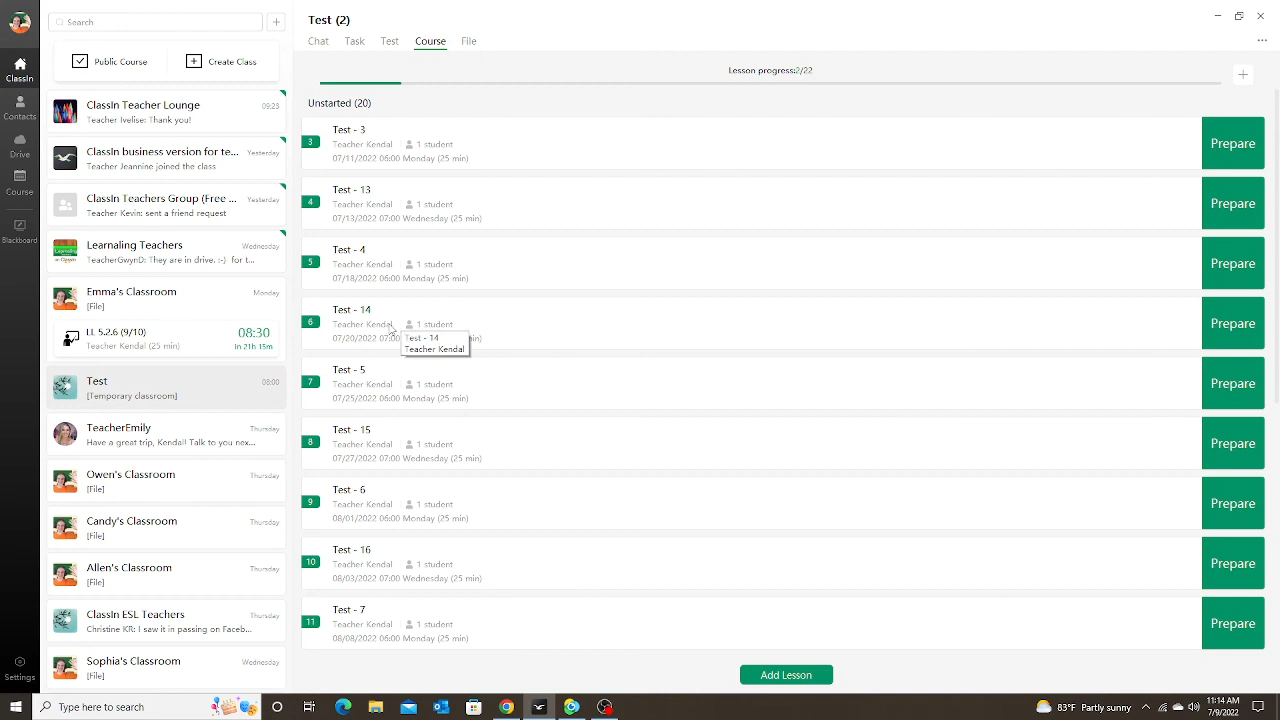 Test (2)
Search
Chat Task Test Course File
Public Course Create Class
ClassIn
Contacts
Drive
Course
Blackboard
Settings
ClassIn Teacher Lounge 09:23
Teacher Ivelise: Thank you!
ClassIn business version for te... Yesterday
Teacher Jeannine joined the class
ClassIn Teachers Group (Free ... Yesterday
Teacher Kevin: sent a friend request
Learnaling Teachers Wednesday
TeacherGwynD: They are in drive. :-) for t...
Emma's Classroom Monday
[File]
LL 5.2.6 (9/10) 08:30
Teacher Kendal (25 min) In 21h 15m
Test 08:00
[Temporery classroom]
TeacherEmily Thursday
Have a great trip, Kendal! Talk to you nex...
Owen's Classroom Thursday
[File]
Candy's Classroom Thursday
[File]
Allen's Classroom Thursday
[File]
ClassIn ESL Teachers Thursday
Christine KR: I saw it in passing on Faceb...
Sophia's Classroom Wednesday
Lesson progress:2/22
Unstarted (20)
3 Test - 3
Teacher Kendal 1 student
07/11/2022 06:00 Monday (25 min)
Prepare
4 Test - 13
Teacher Kendal 1 student
07/13/2022 07:00 Wednesday (25 min)
Prepare
5 Test - 4
Teacher Kendal 1 student
07/18/2022 06:00 Monday (25 min)
Prepare
6 Test - 14
Teacher Kendal 1 student
07/20/2022 07:00
Test - 14
Teacher Kendal
Prepare
7 Test - 5
Teacher Kendal 1 student
07/25/2022 06:00 Monday (25 min)
Prepare
8 Test - 15
Teacher Kendal 1 student
07/27/2022 07:00 Wednesday (25 min)
Prepare
9 Test - 6
Teacher Kendal 1 student
08/01/2022 06:00 Monday (25 min)
Prepare
10 Test - 16
Teacher Kendal 1 student
08/03/2022 07:00 Wednesday (25 min)
Prepare
11 Test - 7
Teacher Kendal 1 student
08/08/2022 06:00 Monday (25 min)
Prepare
Add Lesson
Type here to search
83°F Partly sunny
11:14 AM
7/9/2022